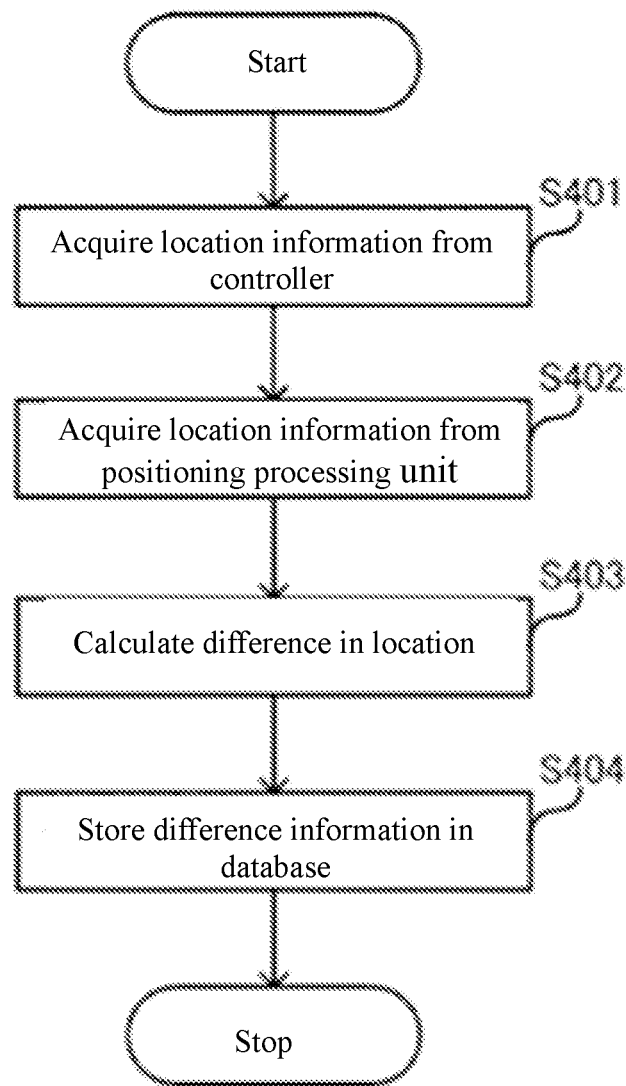 Start
S401
Acquire location information from
controller
S402
Acquire location information from
positioning processing unit
S403
Calculate difference in location
S404
Store difference information in
database
Stop